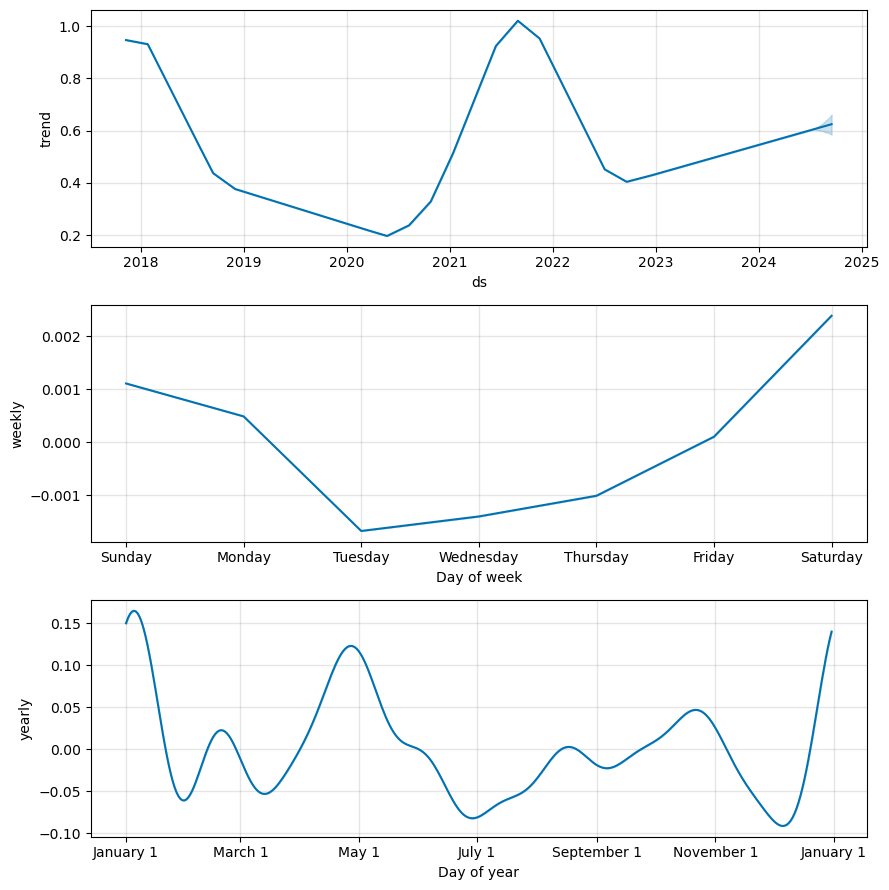 1.0
0.8
0.6
0.4
0.2
trend
2018 2019 2020 2021 2022 2023 2024 2025
ds
0.002
0.001
0.000
−0.001
weekly
Sunday Monday Tuesday Wednesday Thursday Friday Saturday
Day of week
0.15
0.10
0.05
0.00
−0.05
−0.10
yearly
January 1 March 1 May 1 July 1 September 1 November 1 January 1
Day of year